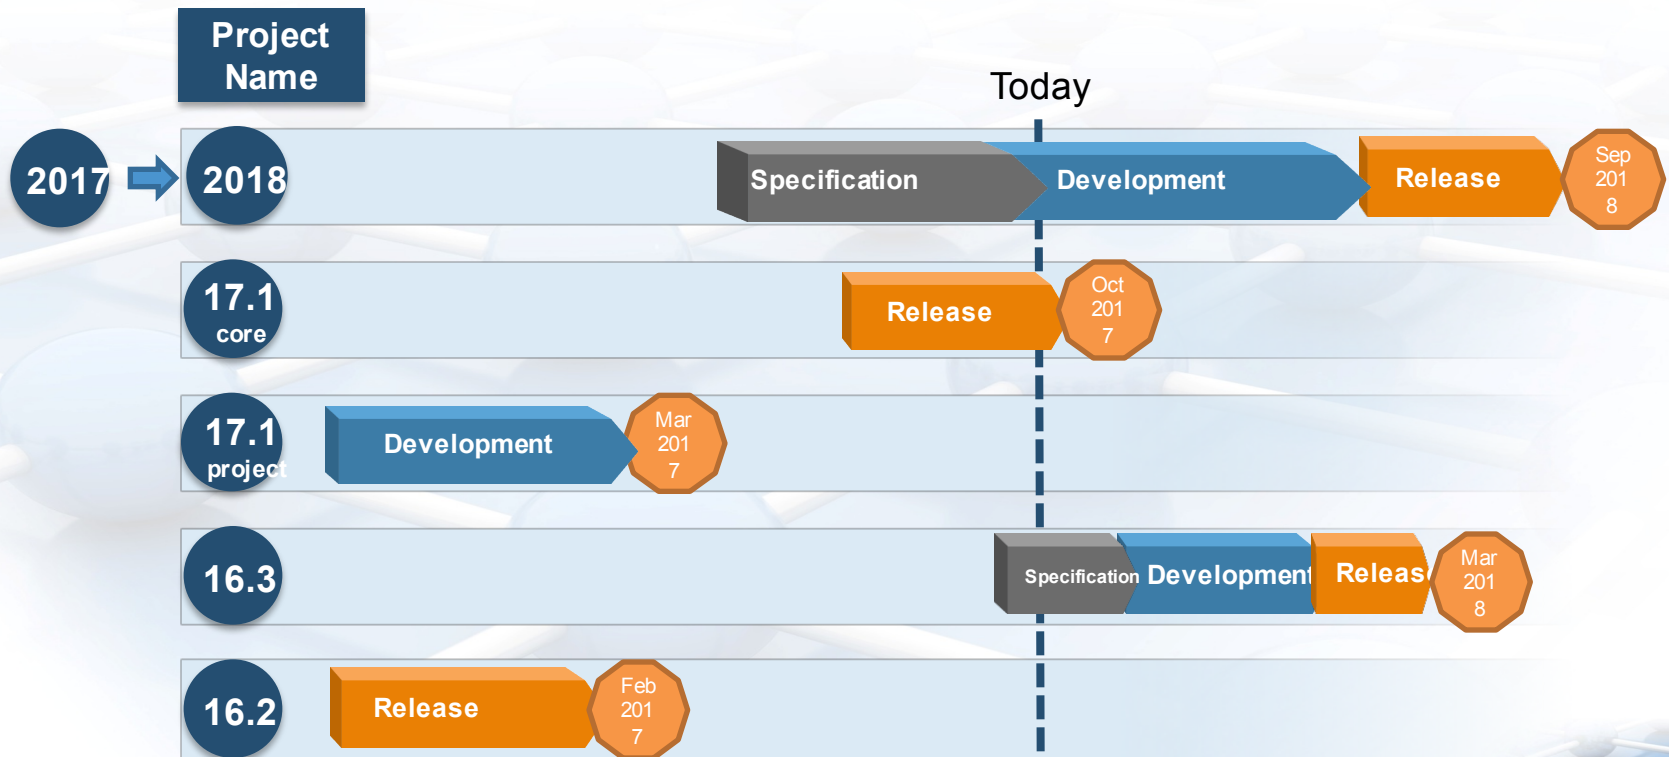 Project
Name
Today
2017
2018
Specification
Development
Release
Sep
201
8
17.1
core
Release
Oct
201
7
17.1
project
Development
Mar
201
7
16.3
Specification
Development
Releas
Mar
201
8
16.2
Release
Feb
201
7